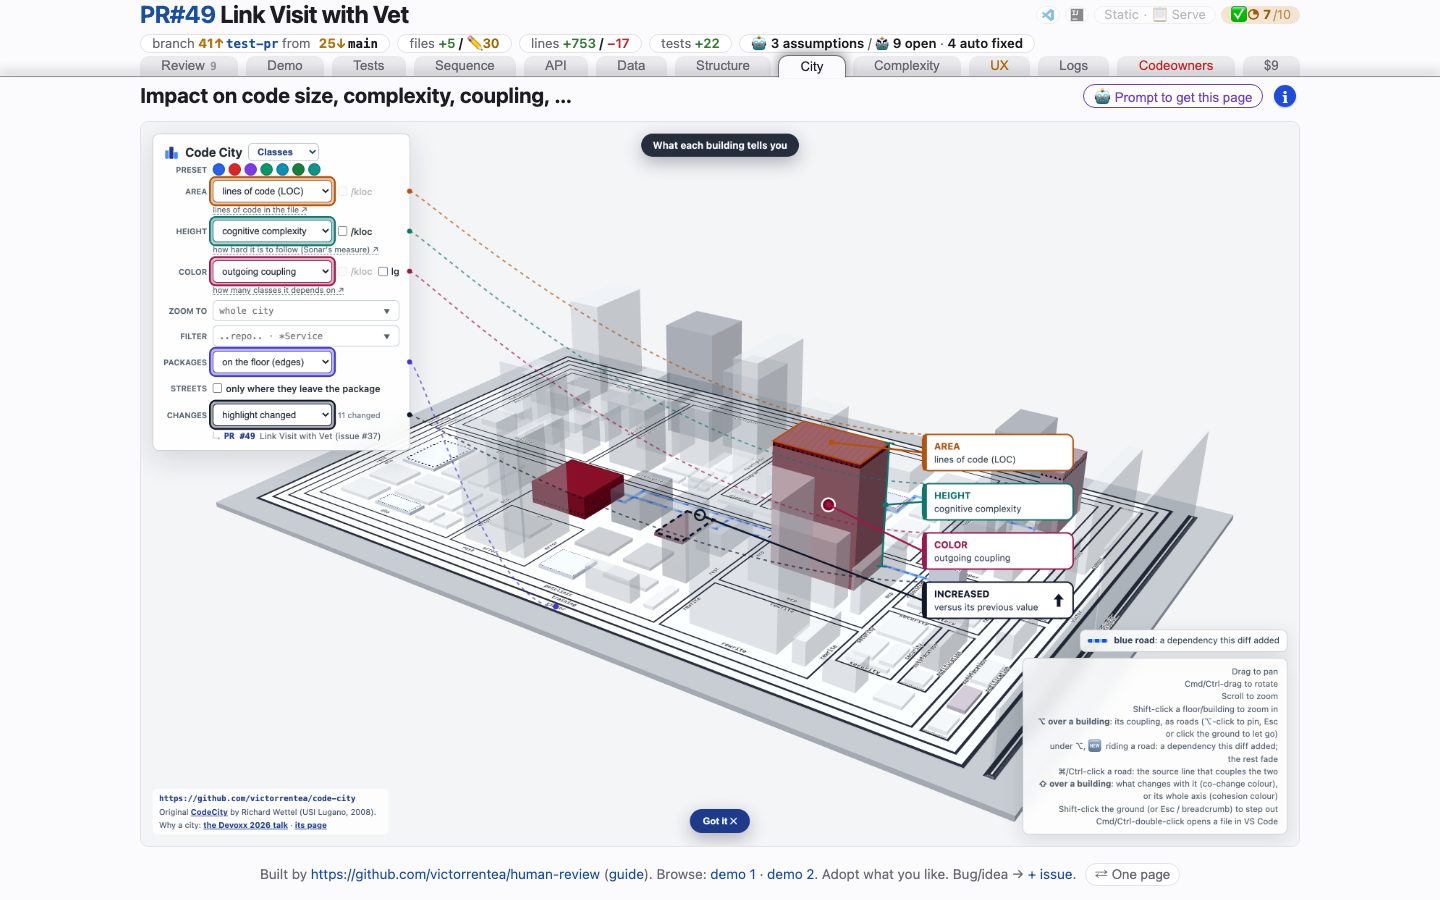 PR#49 Link Visit with Vet
Static · Serve
7 /10
branch 41↑ test-pr from 25↓ main
files +5 / 30
lines +753 / −17
tests +22
3 assumptions / 9 open · 4 auto fixed
Review 9
Demo
Tests
Sequence
API
Data
Structure
City
Complexity
UX
Logs
Codeowners
$9
Impact on code size, complexity, coupling, ...
Prompt to get this page
What each building tells you
Code City Classes
PRESET
AREA lines of code (LOC) /kloc
lines of code in the file ↗
HEIGHT cognitive complexity /kloc
how hard it is to follow (Sonar's measure) ↗
COLOR outgoing coupling /kloc lg
how many classes it depends on ↗
ZOOM TO whole city
FILTER ..repo.. · *Service
PACKAGES on the floor (edges)
STREETS only where they leave the package
CHANGES highlight changed 11 changed
PR #49 Link Visit with Vet (issue #37)
AREA
lines of code (LOC)
HEIGHT
cognitive complexity
COLOR
outgoing coupling
INCREASED
versus its previous value
rewrite
blue road: a dependency this diff added
Drag to pan
Cmd/Ctrl-drag to rotate
Scroll to zoom
Shift-click a floor/building to zoom in
⌥ over a building: its coupling, as roads (⌥-click to pin, Esc
or click the ground to let go)
under ⌥, NEW riding a road: a dependency this diff added;
the rest fade
⌘/Ctrl-click a road: the source line that couples the two
⇧ over a building: what changes with it (co-change colour),
or its whole axis (cohesion colour)
Shift-click the ground (or Esc / breadcrumb) to step out
Cmd/Ctrl-double-click opens a file in VS Code
https://github.com/victorrentea/code-city
Original CodeCity by Richard Wettel (USI Lugano, 2008).
Why a city: the Devoxx 2026 talk · its page
Got it ✕
Built by https://github.com/victorrentea/human-review (guide). Browse: demo 1 · demo 2. Adopt what you like. Bug/idea → + issue.
⇄ One page